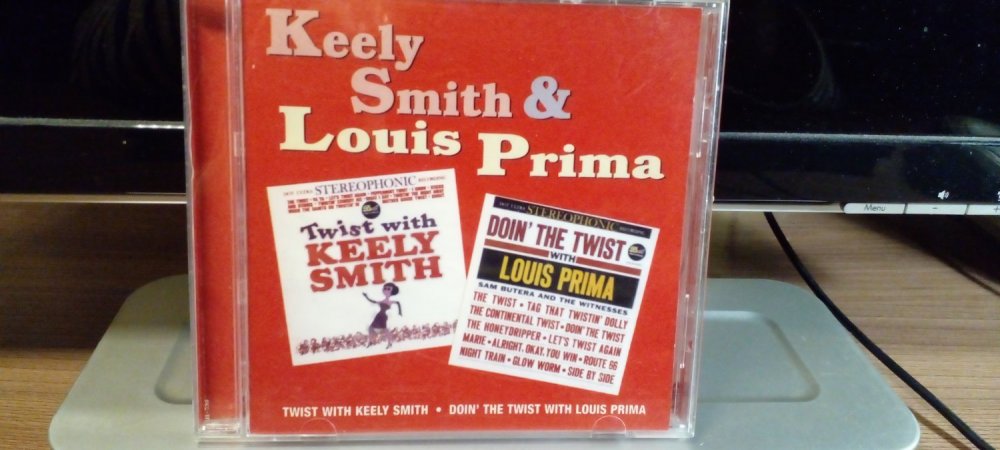 Keely
Smith &
Louis Prima
STEREOPHONIC
Twist with
KEELY
SMITH
STEREOPHONIC
DOIN' THE TWIST
WITH
LOUIS PRIMA
SAM BUTERA AND THE WITNESSES
THE TWIST • TAG THAT TWISTIN' DOLLY
THE CONTINENTAL TWIST • DOIN' THE TWIST
THE HONEYDRIPPER • LET'S TWIST AGAIN
MARIE • ALRIGHT, OKAY, YOU WIN • ROUTE 66
NIGHT TRAIN • GLOW WORM • SIDE BY SIDE
TWIST WITH KEELY SMITH • DOIN' THE TWIST WITH LOUIS PRIMA
Menu